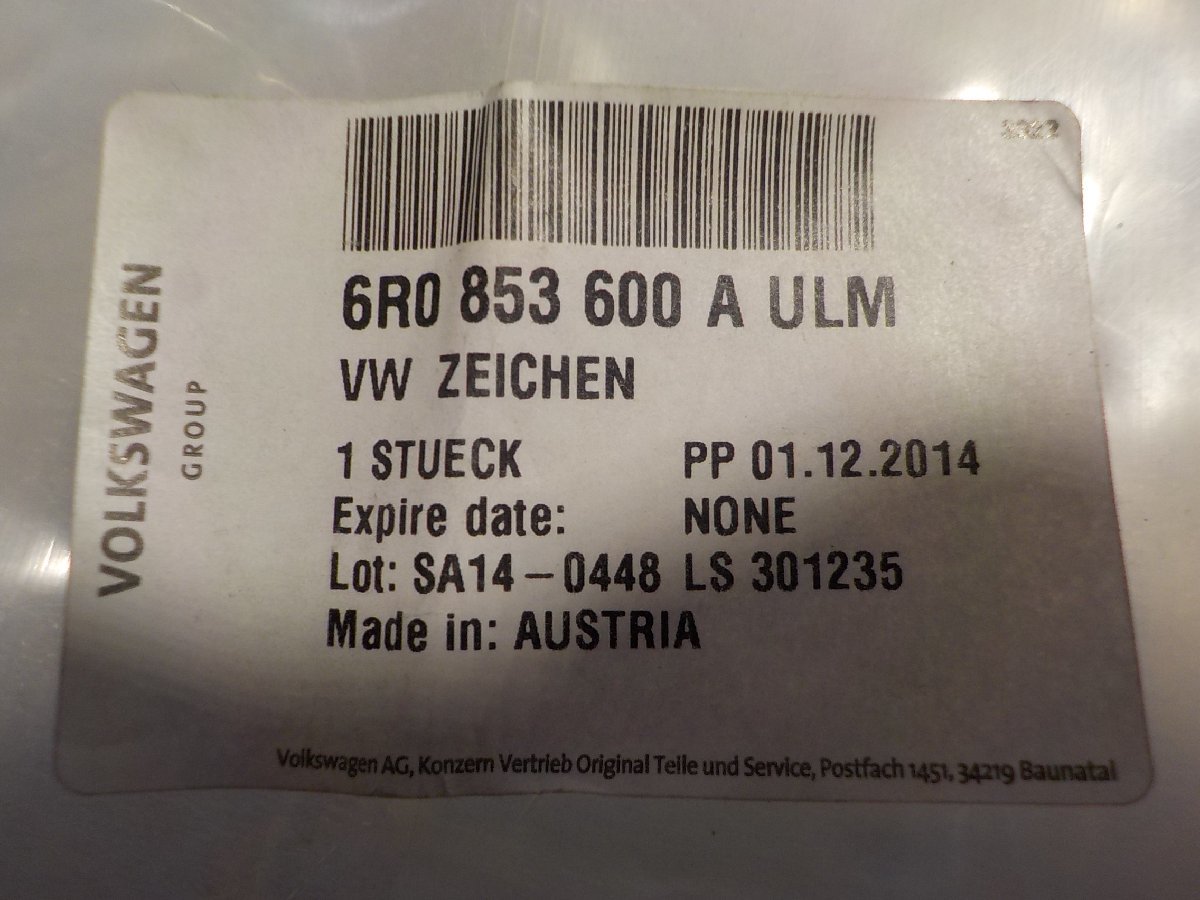 6R0 853 600 A ULM
VW ZEICHEN
1 STUECK PP 01.12.2014
Expire date: NONE
Lot: SA14-0448 LS 301235
Made in: AUSTRIA
VOLKSWAGEN
GROUP
Volkswagen AG, Konzern Vertrieb Original Teile und Service, Postfach 1451, 34219 Baunatal